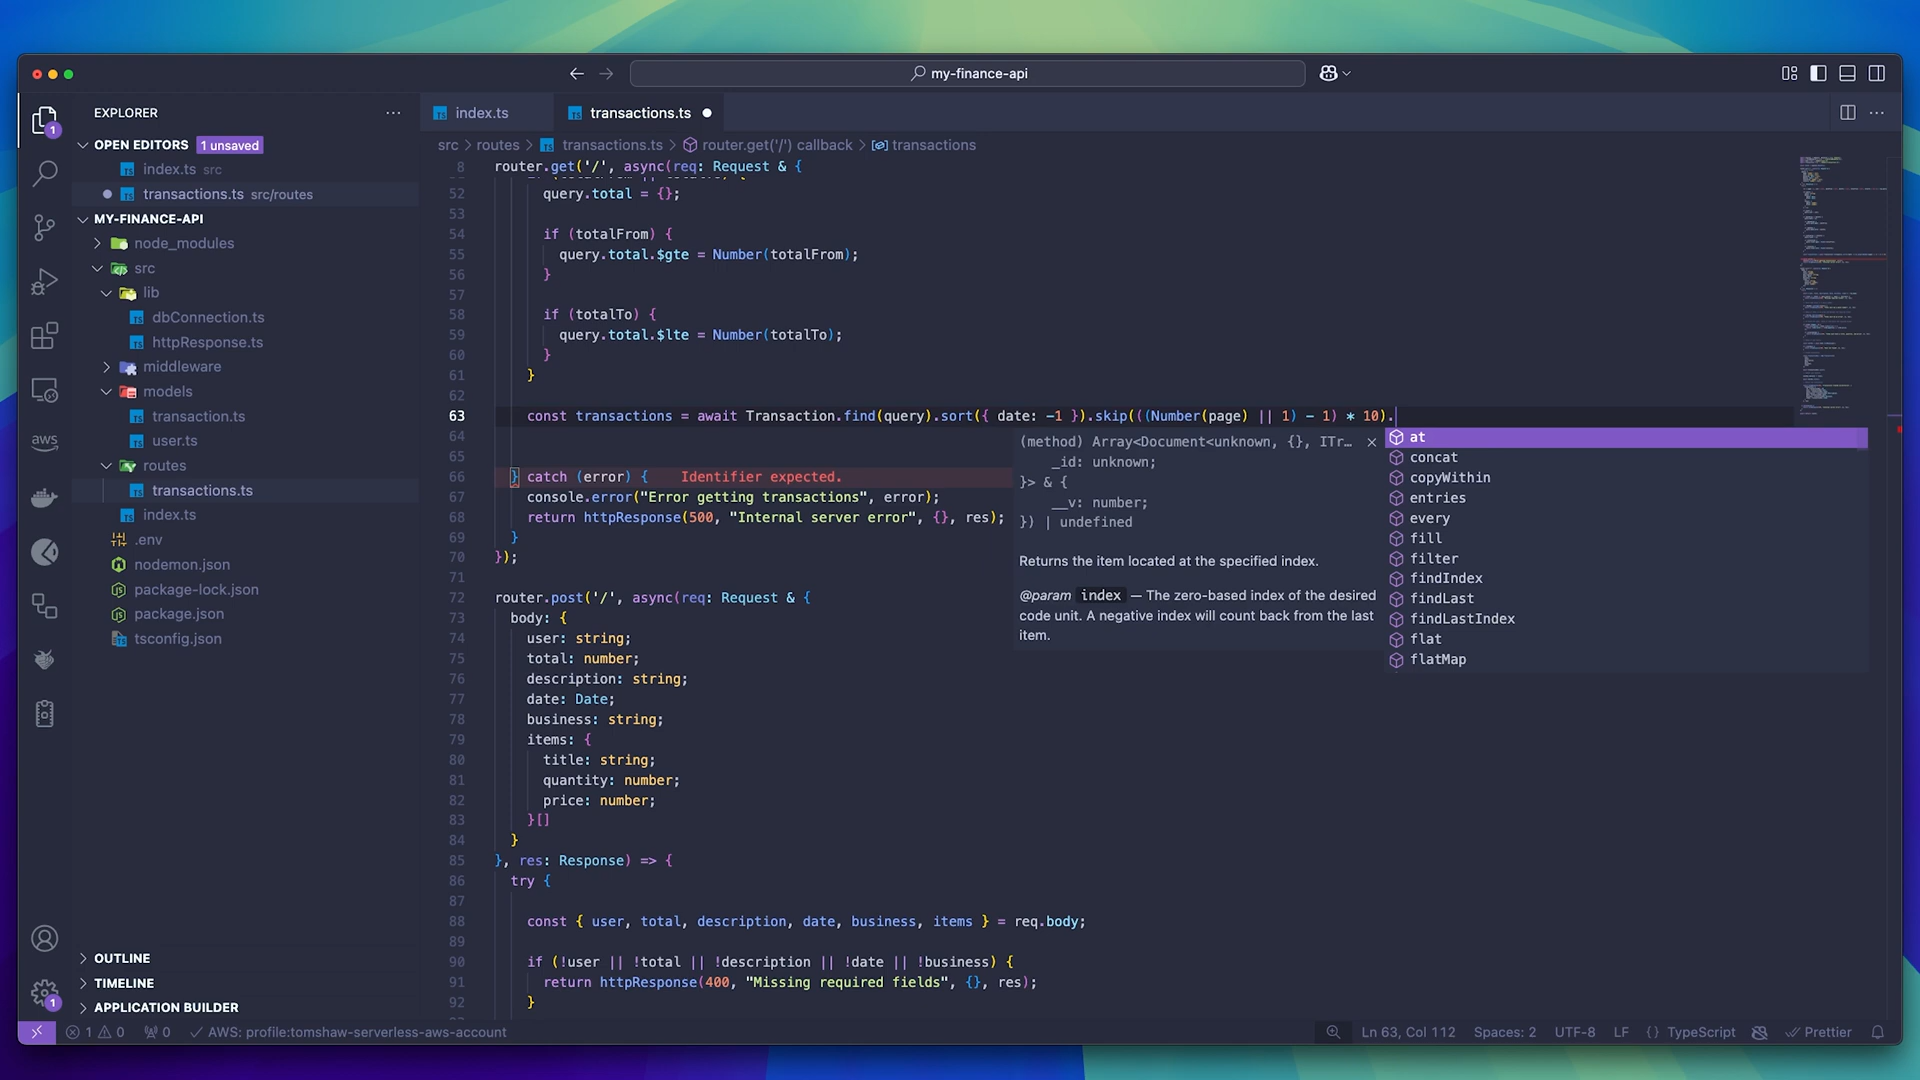 my-finance-api
EXPLORER
OPEN EDITORS 1 unsaved
index.ts src
transactions.ts src/routes
MY-FINANCE-API
node_modules
src
lib
dbConnection.ts
httpResponse.ts
middleware
models
transaction.ts
user.ts
routes
transactions.ts
index.ts
.env
nodemon.json
package-lock.json
package.json
tsconfig.json
OUTLINE
TIMELINE
APPLICATION BUILDER
1
aws
1
index.ts
transactions.ts
src > routes > transactions.ts > router.get('/') callback > transactions
8 router.get('/', async(req: Request & {
52 query.total = {};
53
54 if (totalFrom) {
55 query.total.$gte = Number(totalFrom);
56 }
57
58 if (totalTo) {
59 query.total.$lte = Number(totalTo);
60 }
61 }
62
63 const transactions = await Transaction.find(query).sort({ date: -1 }).skip(((Number(page) || 1) - 1) * 10).
64
65
66 } catch (error) { Identifier expected.
67 console.error("Error getting transactions", error);
68 return httpResponse(500, "Internal server error", {}, res);
69 }
70 });
71
72 router.post('/', async(req: Request & {
73 body: {
74 user: string;
75 total: number;
76 description: string;
77 date: Date;
78 business: string;
79 items: {
80 title: string;
81 quantity: number;
82 price: number;
83 }[]
84 }
85 }, res: Response) => {
86 try {
87
88 const { user, total, description, date, business, items } = req.body;
89
90 if (!user || !total || !description || !date || !business) {
91 return httpResponse(400, "Missing required fields", {}, res);
92 }
(method) Array<Document<unknown, {}, ITr…
_id: unknown;
}> & {
__v: number;
}) | undefined
Returns the item located at the specified index.
@param index — The zero-based index of the desired
code unit. A negative index will count back from the last
item.
at
concat
copyWithin
entries
every
fill
filter
findIndex
findLast
findLastIndex
flat
flatMap
1 0 0 AWS: profile:tomshaw-serverless-aws-account
Ln 63, Col 112 Spaces: 2 UTF-8 LF {} TypeScript Prettier